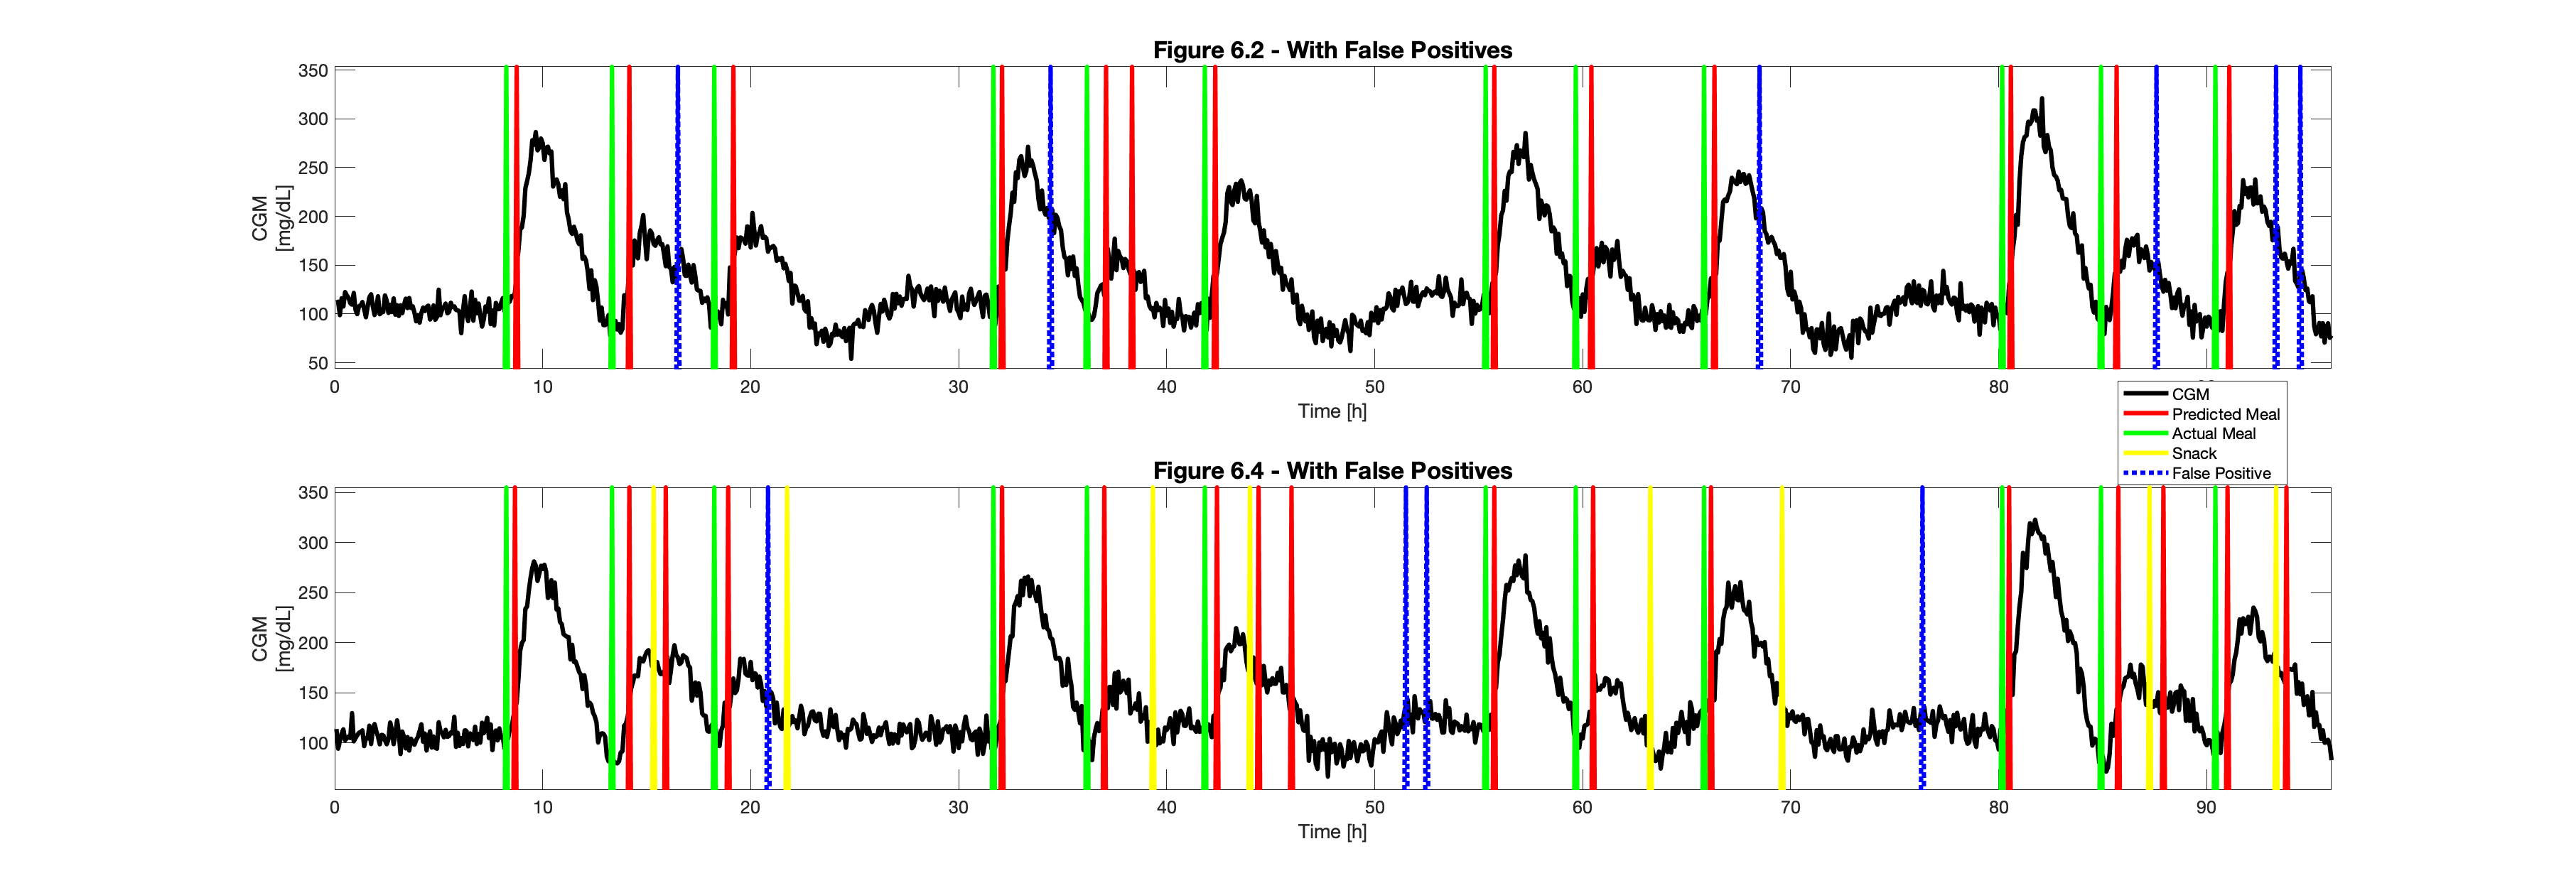 Figure 6.2 - With False Positives
350
300
250
200
150
100
50
CGM
[mg/dL]
0 10 20 30 40 50 60 70 80
Time [h]
CGM
Predicted Meal
Actual Meal
Snack
False Positive
Figure 6.4 - With False Positives
350
300
250
200
150
100
CGM
[mg/dL]
0 10 20 30 40 50 60 70 80 90
Time [h]